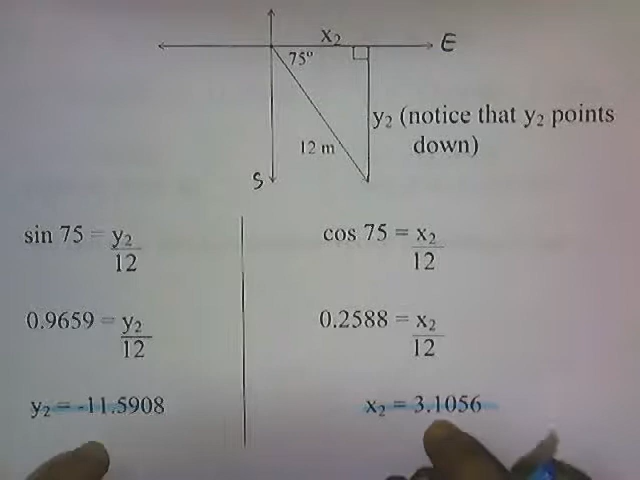 x₂
E
75º
y₂ (notice that y₂ points
down)
12 m
S
sin 75 = y₂
12
cos 75 = x₂
12
0.9659 = y₂
12
0.2588 = x₂
12
y₂ = -11.5908
x₂ = 3.1056